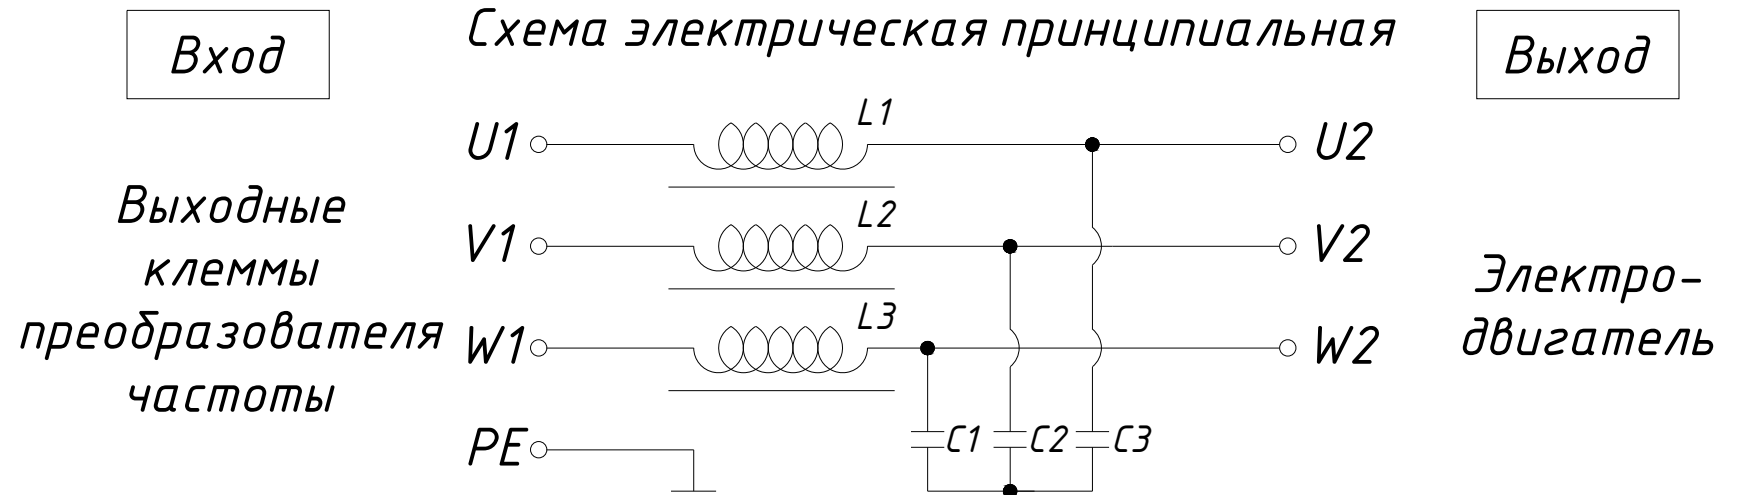 Вход
Схема электрическая принципиальная
Выход
U1
L1
U2
Выходные
клеммы
преобразователя
частоты
V1
L2
V2
W1
L3
W2
Электро-
двигатель
PE
C1
C2
C3